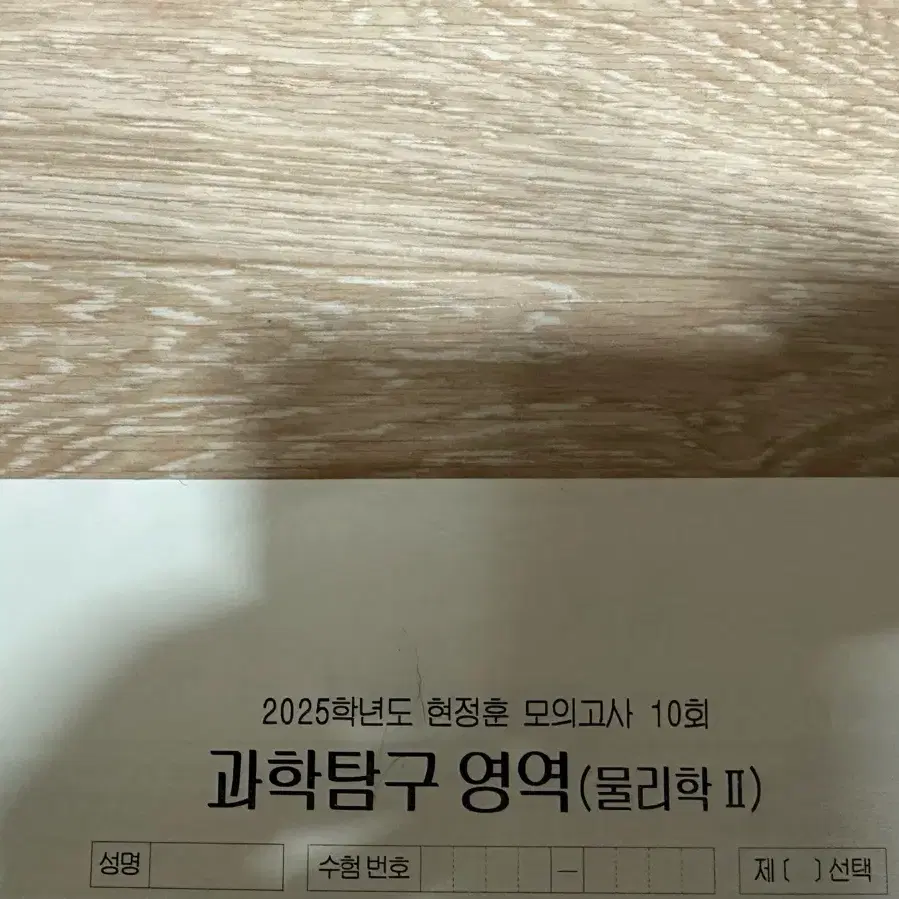 2025학년도 현정훈 모의고사 10회
과학탐구 영역(물리학 Ⅱ)
성명 수험 번호 – 제 ( ) 선택